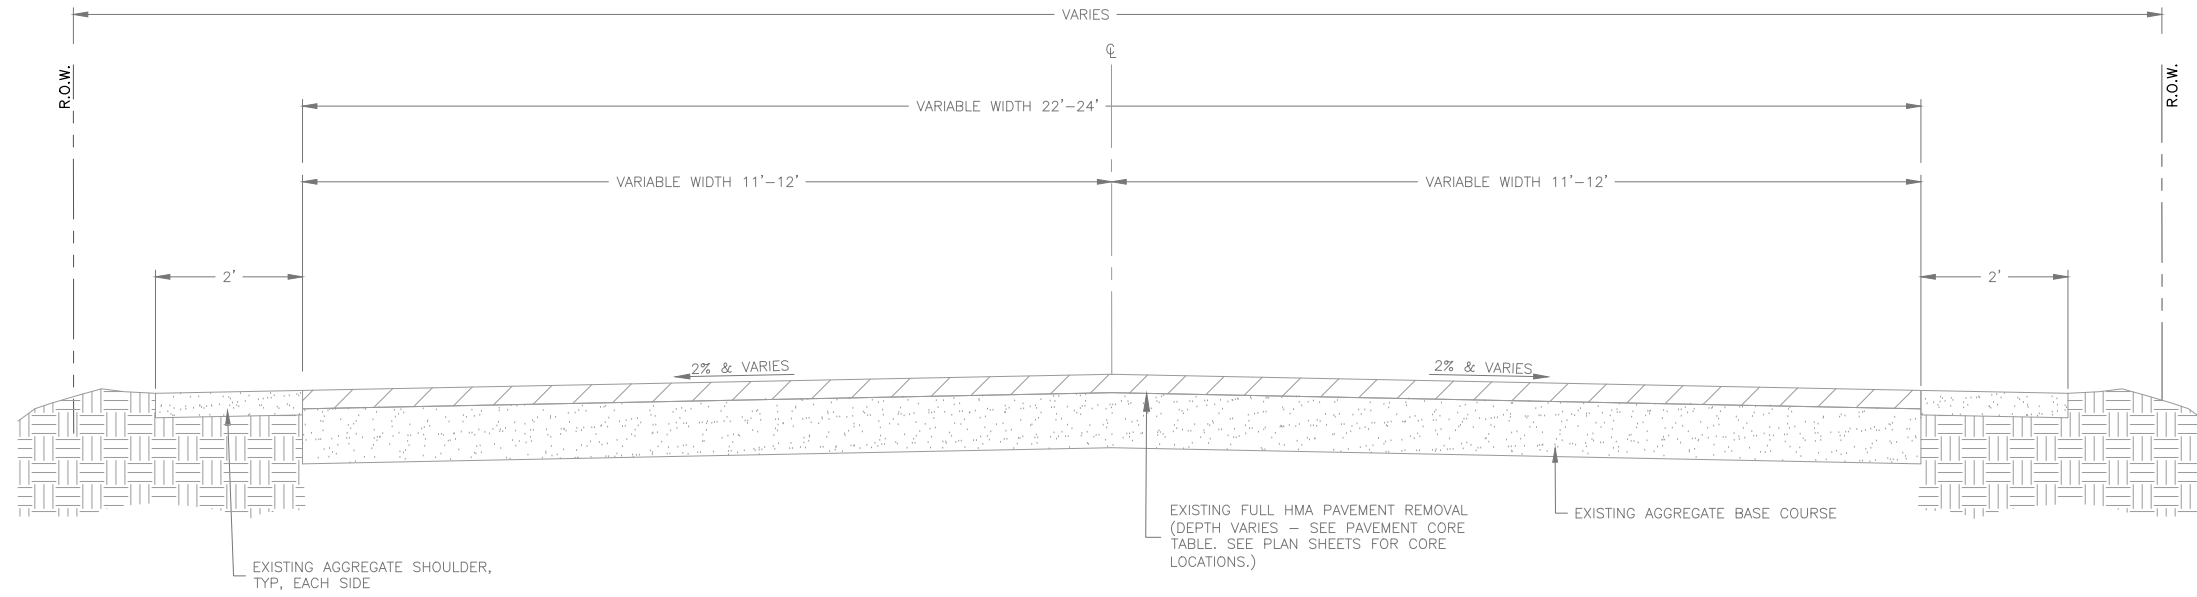 VARIES
℄
R.O.W.
R.O.W.
VARIABLE WIDTH 22'-24'
VARIABLE WIDTH 11'-12'
VARIABLE WIDTH 11'-12'
2'
2'
2% & VARIES
2% & VARIES
EXISTING FULL HMA PAVEMENT REMOVAL
(DEPTH VARIES – SEE PAVEMENT CORE
TABLE. SEE PLAN SHEETS FOR CORE
LOCATIONS.)
EXISTING AGGREGATE BASE COURSE
EXISTING AGGREGATE SHOULDER,
TYP, EACH SIDE